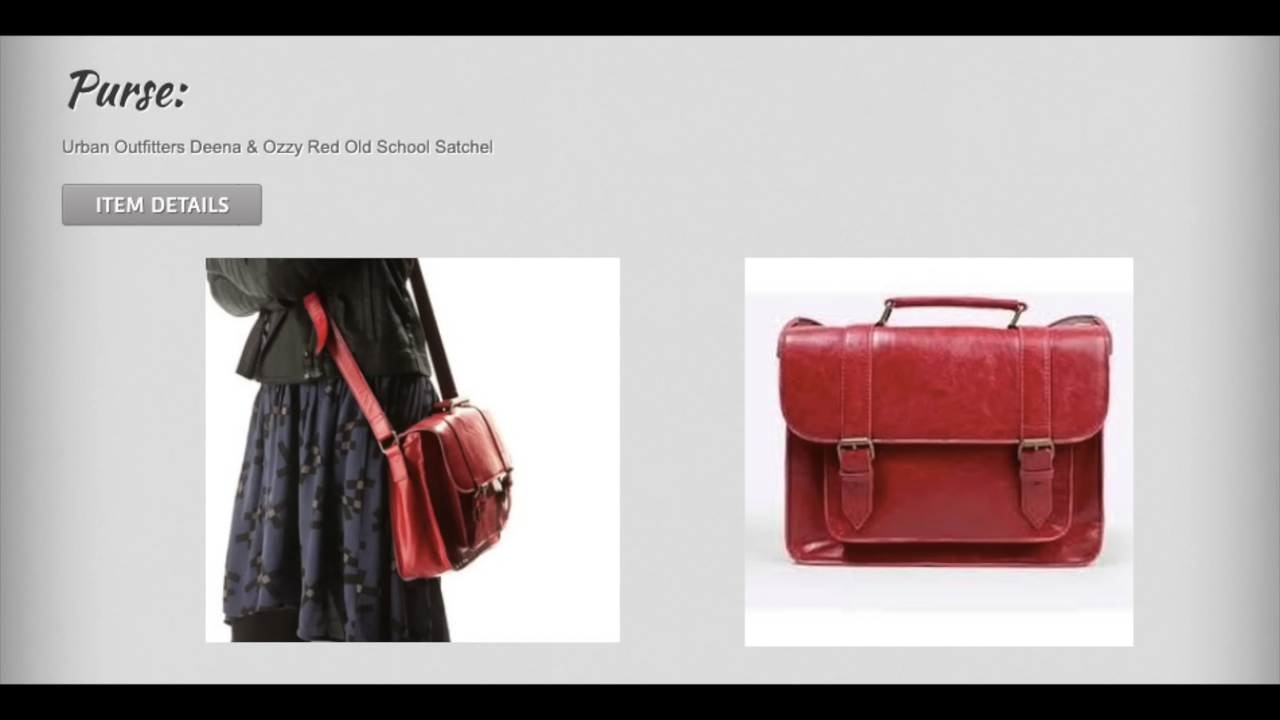 Purse:
Urban Outfitters Deena & Ozzy Red Old School Satchel
ITEM DETAILS